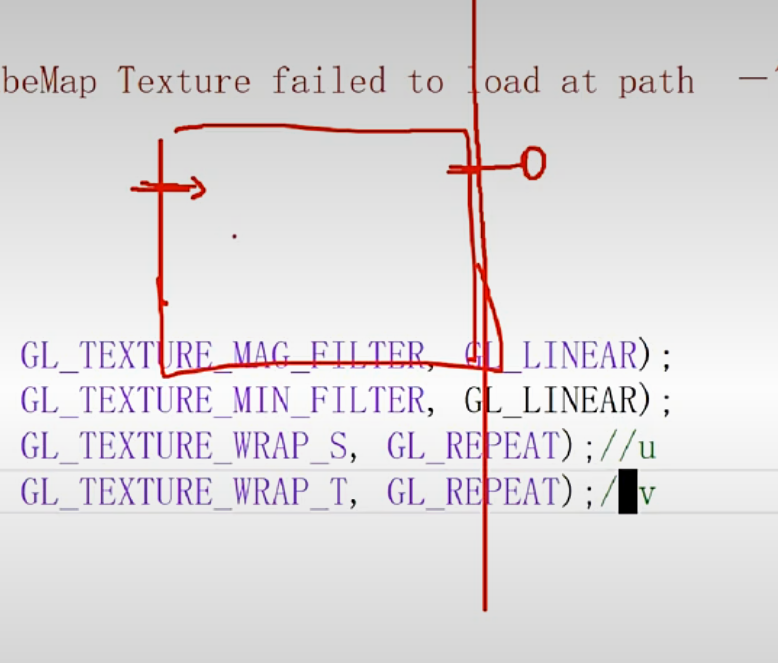 beMap Texture failed to load at path —
GL_TEXTURE_MAG_FILTER, GL_LINEAR);
GL_TEXTURE_MIN_FILTER, GL_LINEAR);
GL_TEXTURE_WRAP_S, GL_REPEAT);//u
GL_TEXTURE_WRAP_T, GL_REPEAT);/ v